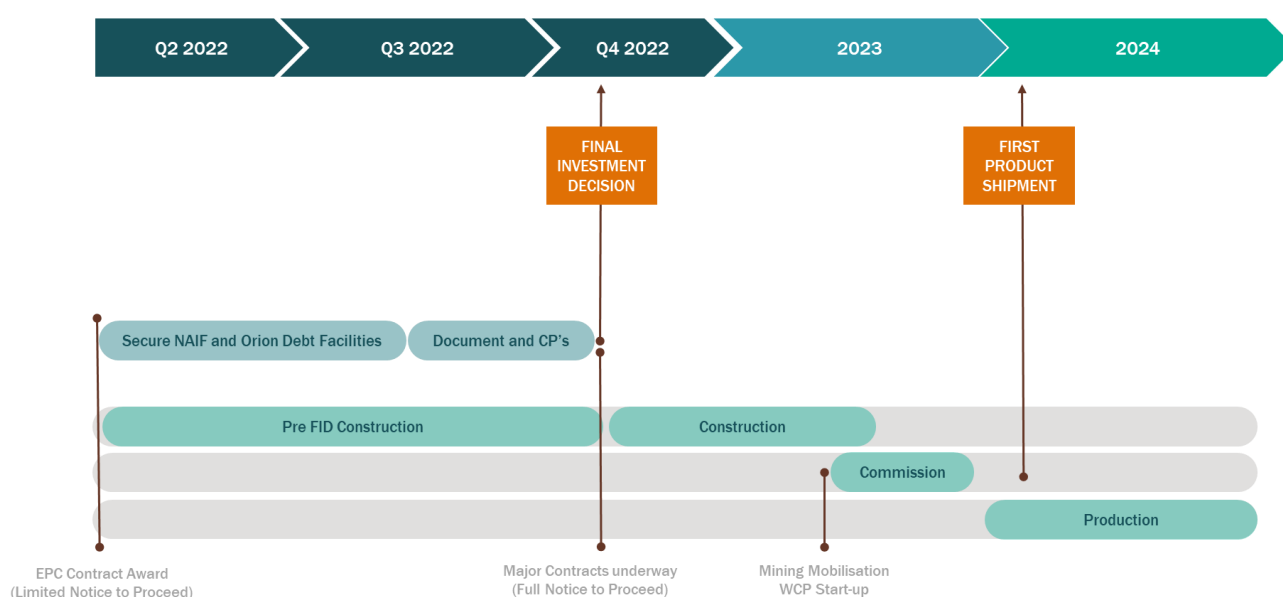 Q2 2022
Q3 2022
Q4 2022
2023
2024
FINAL
INVESTMENT
DECISION
FIRST
PRODUCT
SHIPMENT
Secure NAIF and Orion Debt Facilities
Document and CP's
Pre FID Construction
Construction
Commission
Production
EPC Contract Award
(Limited Notice to Proceed)
Major Contracts underway
(Full Notice to Proceed)
Mining Mobilisation
WCP Start-up